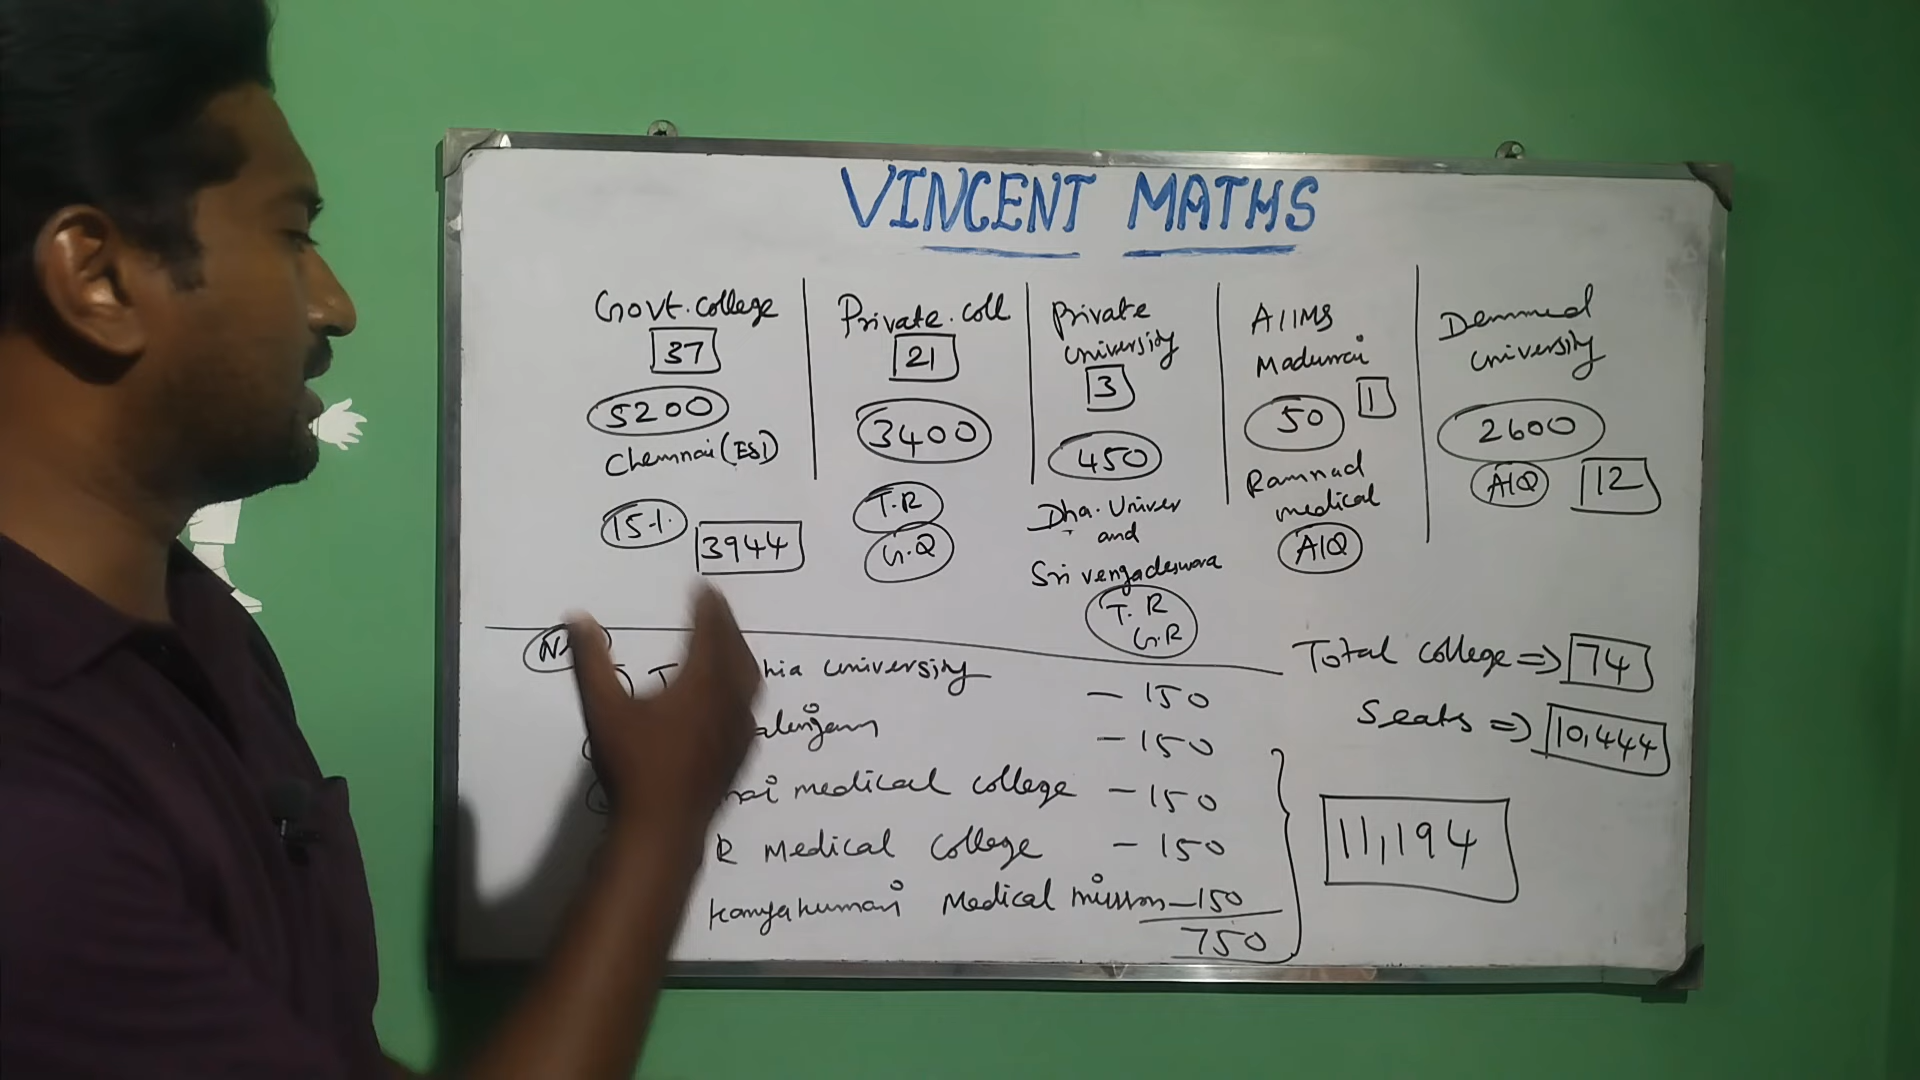 VINCENT MATHS
Govt. college
37
5200
Chennai (ESI)
15%
3944
Private. coll
21
3400
T.R
G.Q
Private
University
3
450
Dha. Univer
and
Sri vengadeswara
T. R
G.R
AIIMS
Madurai
50
1
Ramnad
medical
AIQ
Demmed
University
2600
AIQ
12
Total college => 74
Seats => 10,444
university - 150
- 150
medical college - 150
R Medical College - 150
Kanyakumari Medical mission - 150
750
11,194